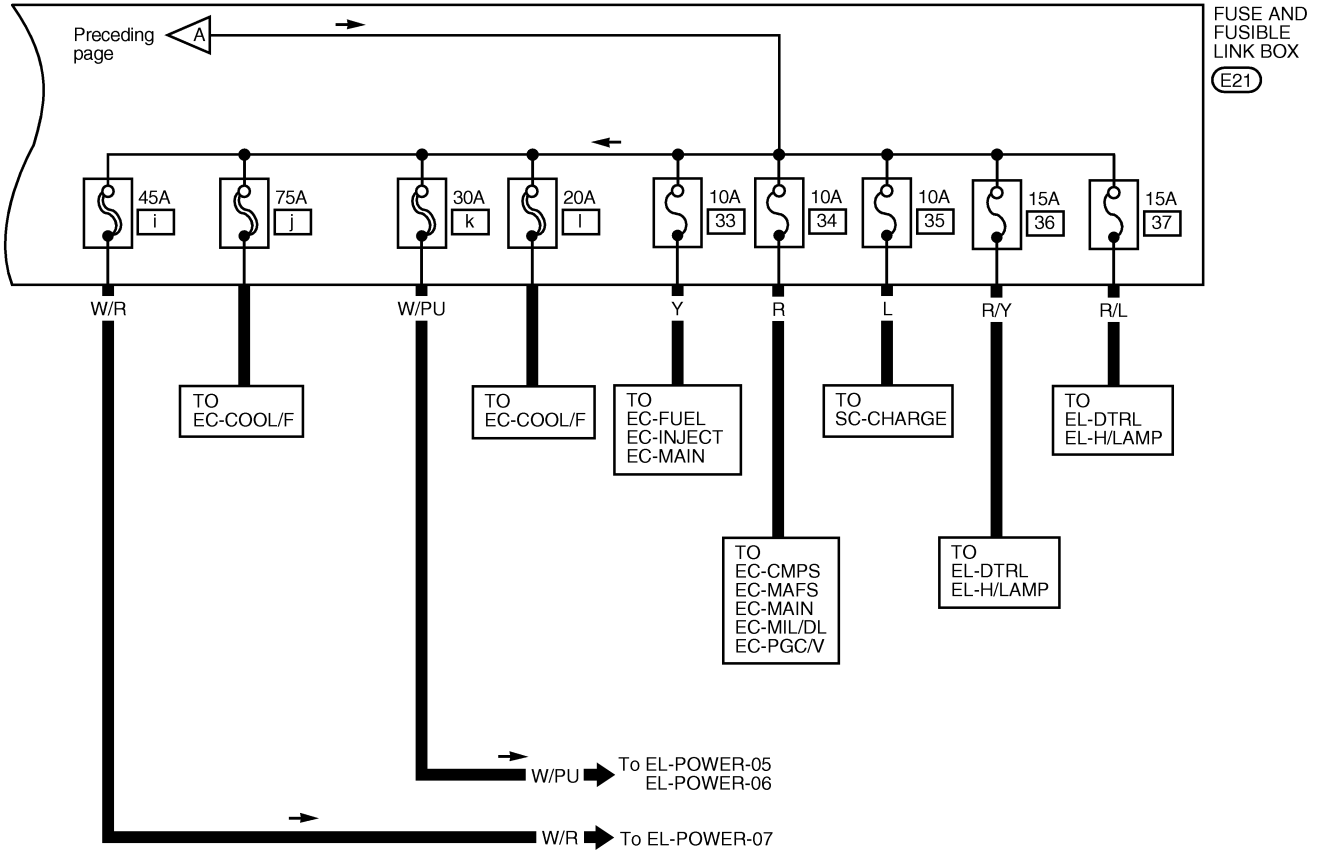 Preceding
page
A
FUSE AND
FUSIBLE
LINK BOX
E21
45A
i
75A
j
30A
k
20A
l
10A
33
10A
34
10A
35
15A
36
15A
37
W/R
W/PU
Y
R
L
R/Y
R/L
TO
EC-COOL/F
TO
EC-COOL/F
TO
EC-FUEL
EC-INJECT
EC-MAIN
TO
SC-CHARGE
TO
EL-DTRL
EL-H/LAMP
TO
EC-CMPS
EC-MAFS
EC-MAIN
EC-MIL/DL
EC-PGC/V
TO
EL-DTRL
EL-H/LAMP
W/PU
To EL-POWER-05
EL-POWER-06
W/R
To EL-POWER-07